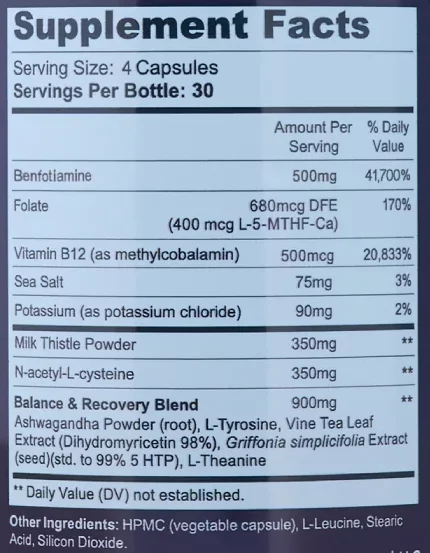 Supplement Facts
Serving Size: 4 Capsules
Servings Per Bottle: 30
Amount Per Serving % Daily Value
Benfotiamine 500mg 41,700%
Folate 680mcg DFE 170%
(400 mcg L-5-MTHF-Ca)
Vitamin B12 (as methylcobalamin) 500mcg 20,833%
Sea Salt 75mg 3%
Potassium (as potassium chloride) 90mg 2%
Milk Thistle Powder 350mg **
N-acetyl-L-cysteine 350mg **
Balance & Recovery Blend 900mg **
Ashwagandha Powder (root), L-Tyrosine, Vine Tea Leaf
Extract (Dihydromyricetin 98%), Griffonia simplicifolia Extract
(seed)(std. to 99% 5 HTP), L-Theanine
** Daily Value (DV) not established.
Other Ingredients: HPMC (vegetable capsule), L-Leucine, Stearic
Acid, Silicon Dioxide.